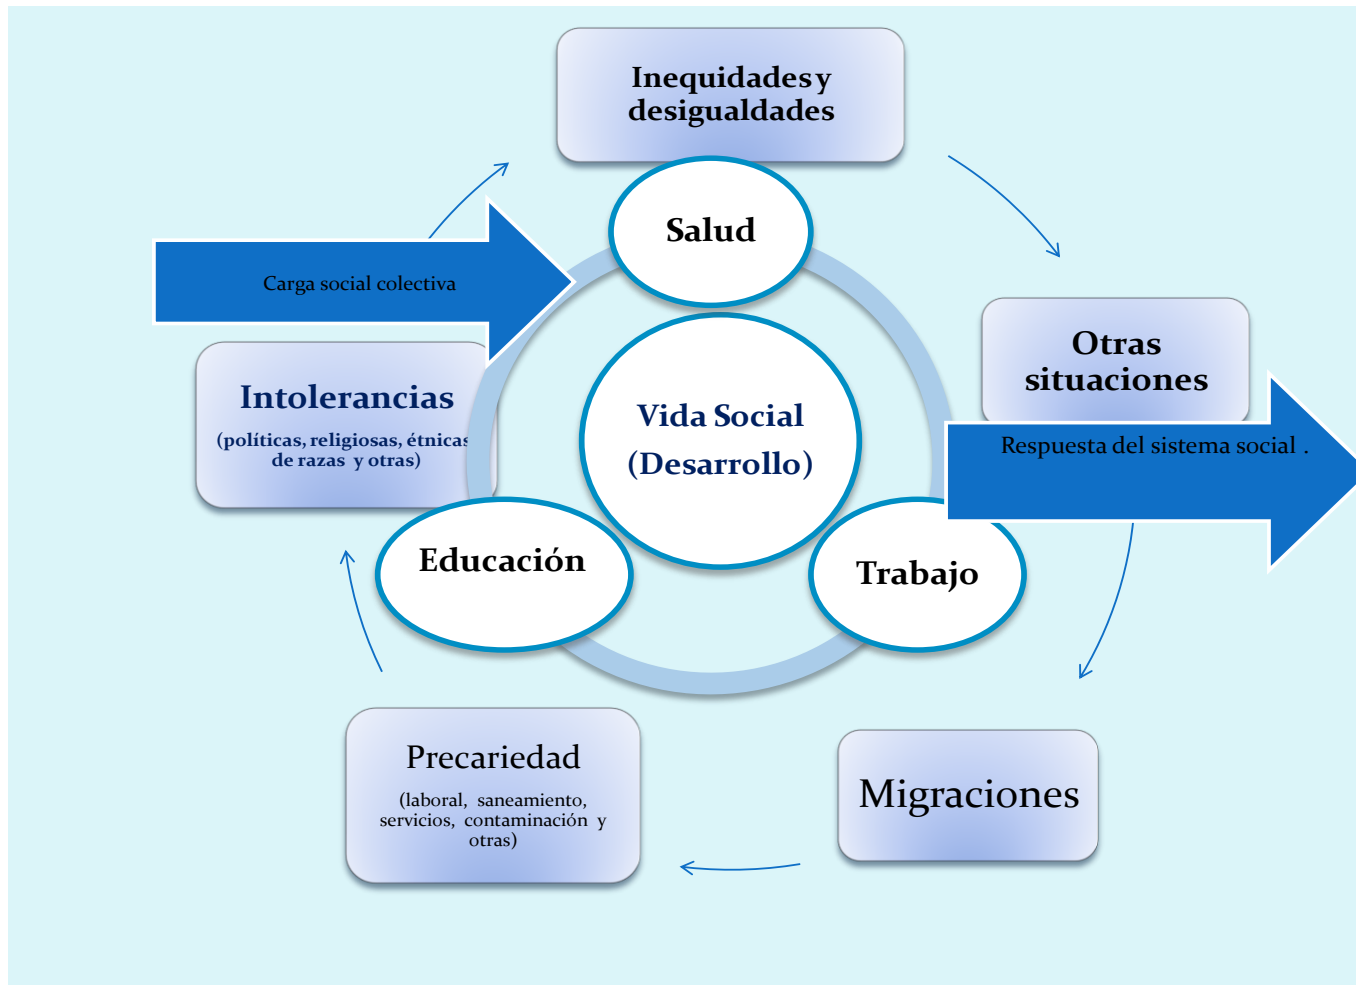 Inequidades y
desigualdades
Salud
Carga social colectiva
Otras
situaciones
Intolerancias
(políticas, religiosas, étnicas,
de razas y otras)
Vida Social
(Desarrollo)
Respuesta del sistema social .
Educación
Trabajo
Precariedad
(laboral, saneamiento,
servicios, contaminación y
otras)
Migraciones